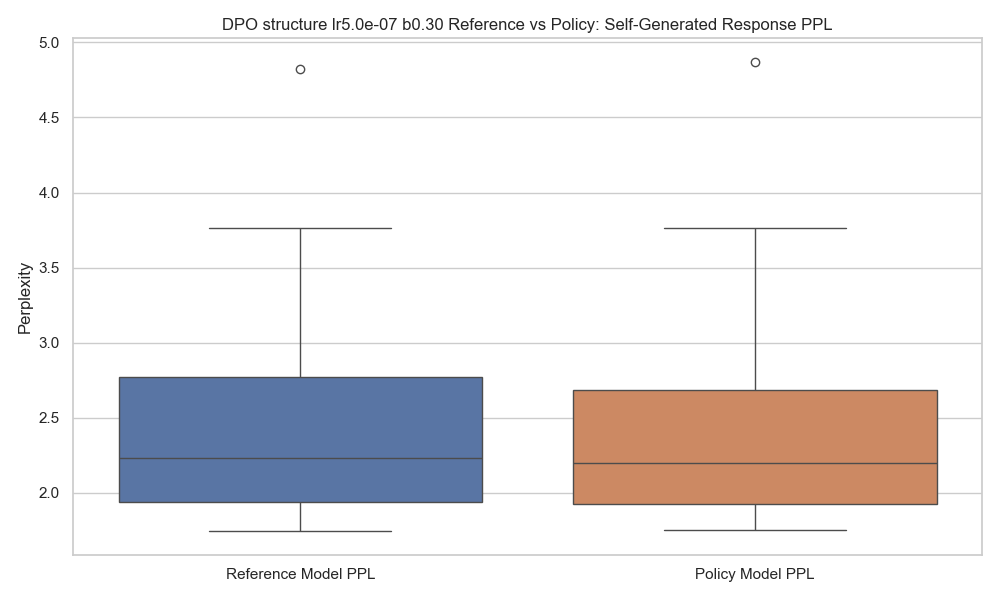 DPO structure lr5.0e-07 b0.30 Reference vs Policy: Self-Generated Response PPL
5.0
4.5
4.0
3.5
3.0
2.5
2.0
Perplexity
Reference Model PPL
Policy Model PPL